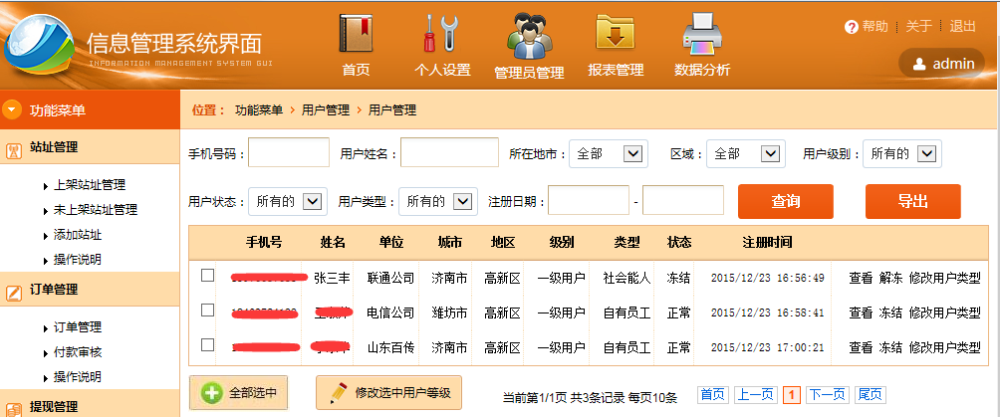 信息管理系统界面
INFORMATION MANAGEMENT SYSTEM GUI
首页 个人设置 管理员管理 报表管理 数据分析
? 帮助 关于 退出
admin
功能菜单
位置： 功能菜单 > 用户管理 > 用户管理
站址管理
上架站址管理
未上架站址管理
添加站址
操作说明
订单管理
订单管理
付款审核
操作说明
提现管理
手机号码： 用户姓名： 所在地市： 全部 区域： 全部 用户级别： 所有的
用户状态： 所有的 用户类型： 所有的 注册日期： - 查询 导出
手机号 姓名 单位 城市 地区 级别 类型 状态 注册时间
张三丰 联通公司 济南市 高新区 一级用户 社会能人 冻结 2015/12/23 16:56:49 查看 解冻 修改用户类型
电信公司 潍坊市 高新区 一级用户 自有员工 正常 2015/12/23 16:58:41 查看 冻结 修改用户类型
山东百传 济南市 高新区 一级用户 自有员工 正常 2015/12/23 17:00:21 查看 冻结 修改用户类型
全部选中 修改选中用户等级 当前第1/1页 共3条记录 每页10条 首页 上一页 1 下一页 尾页